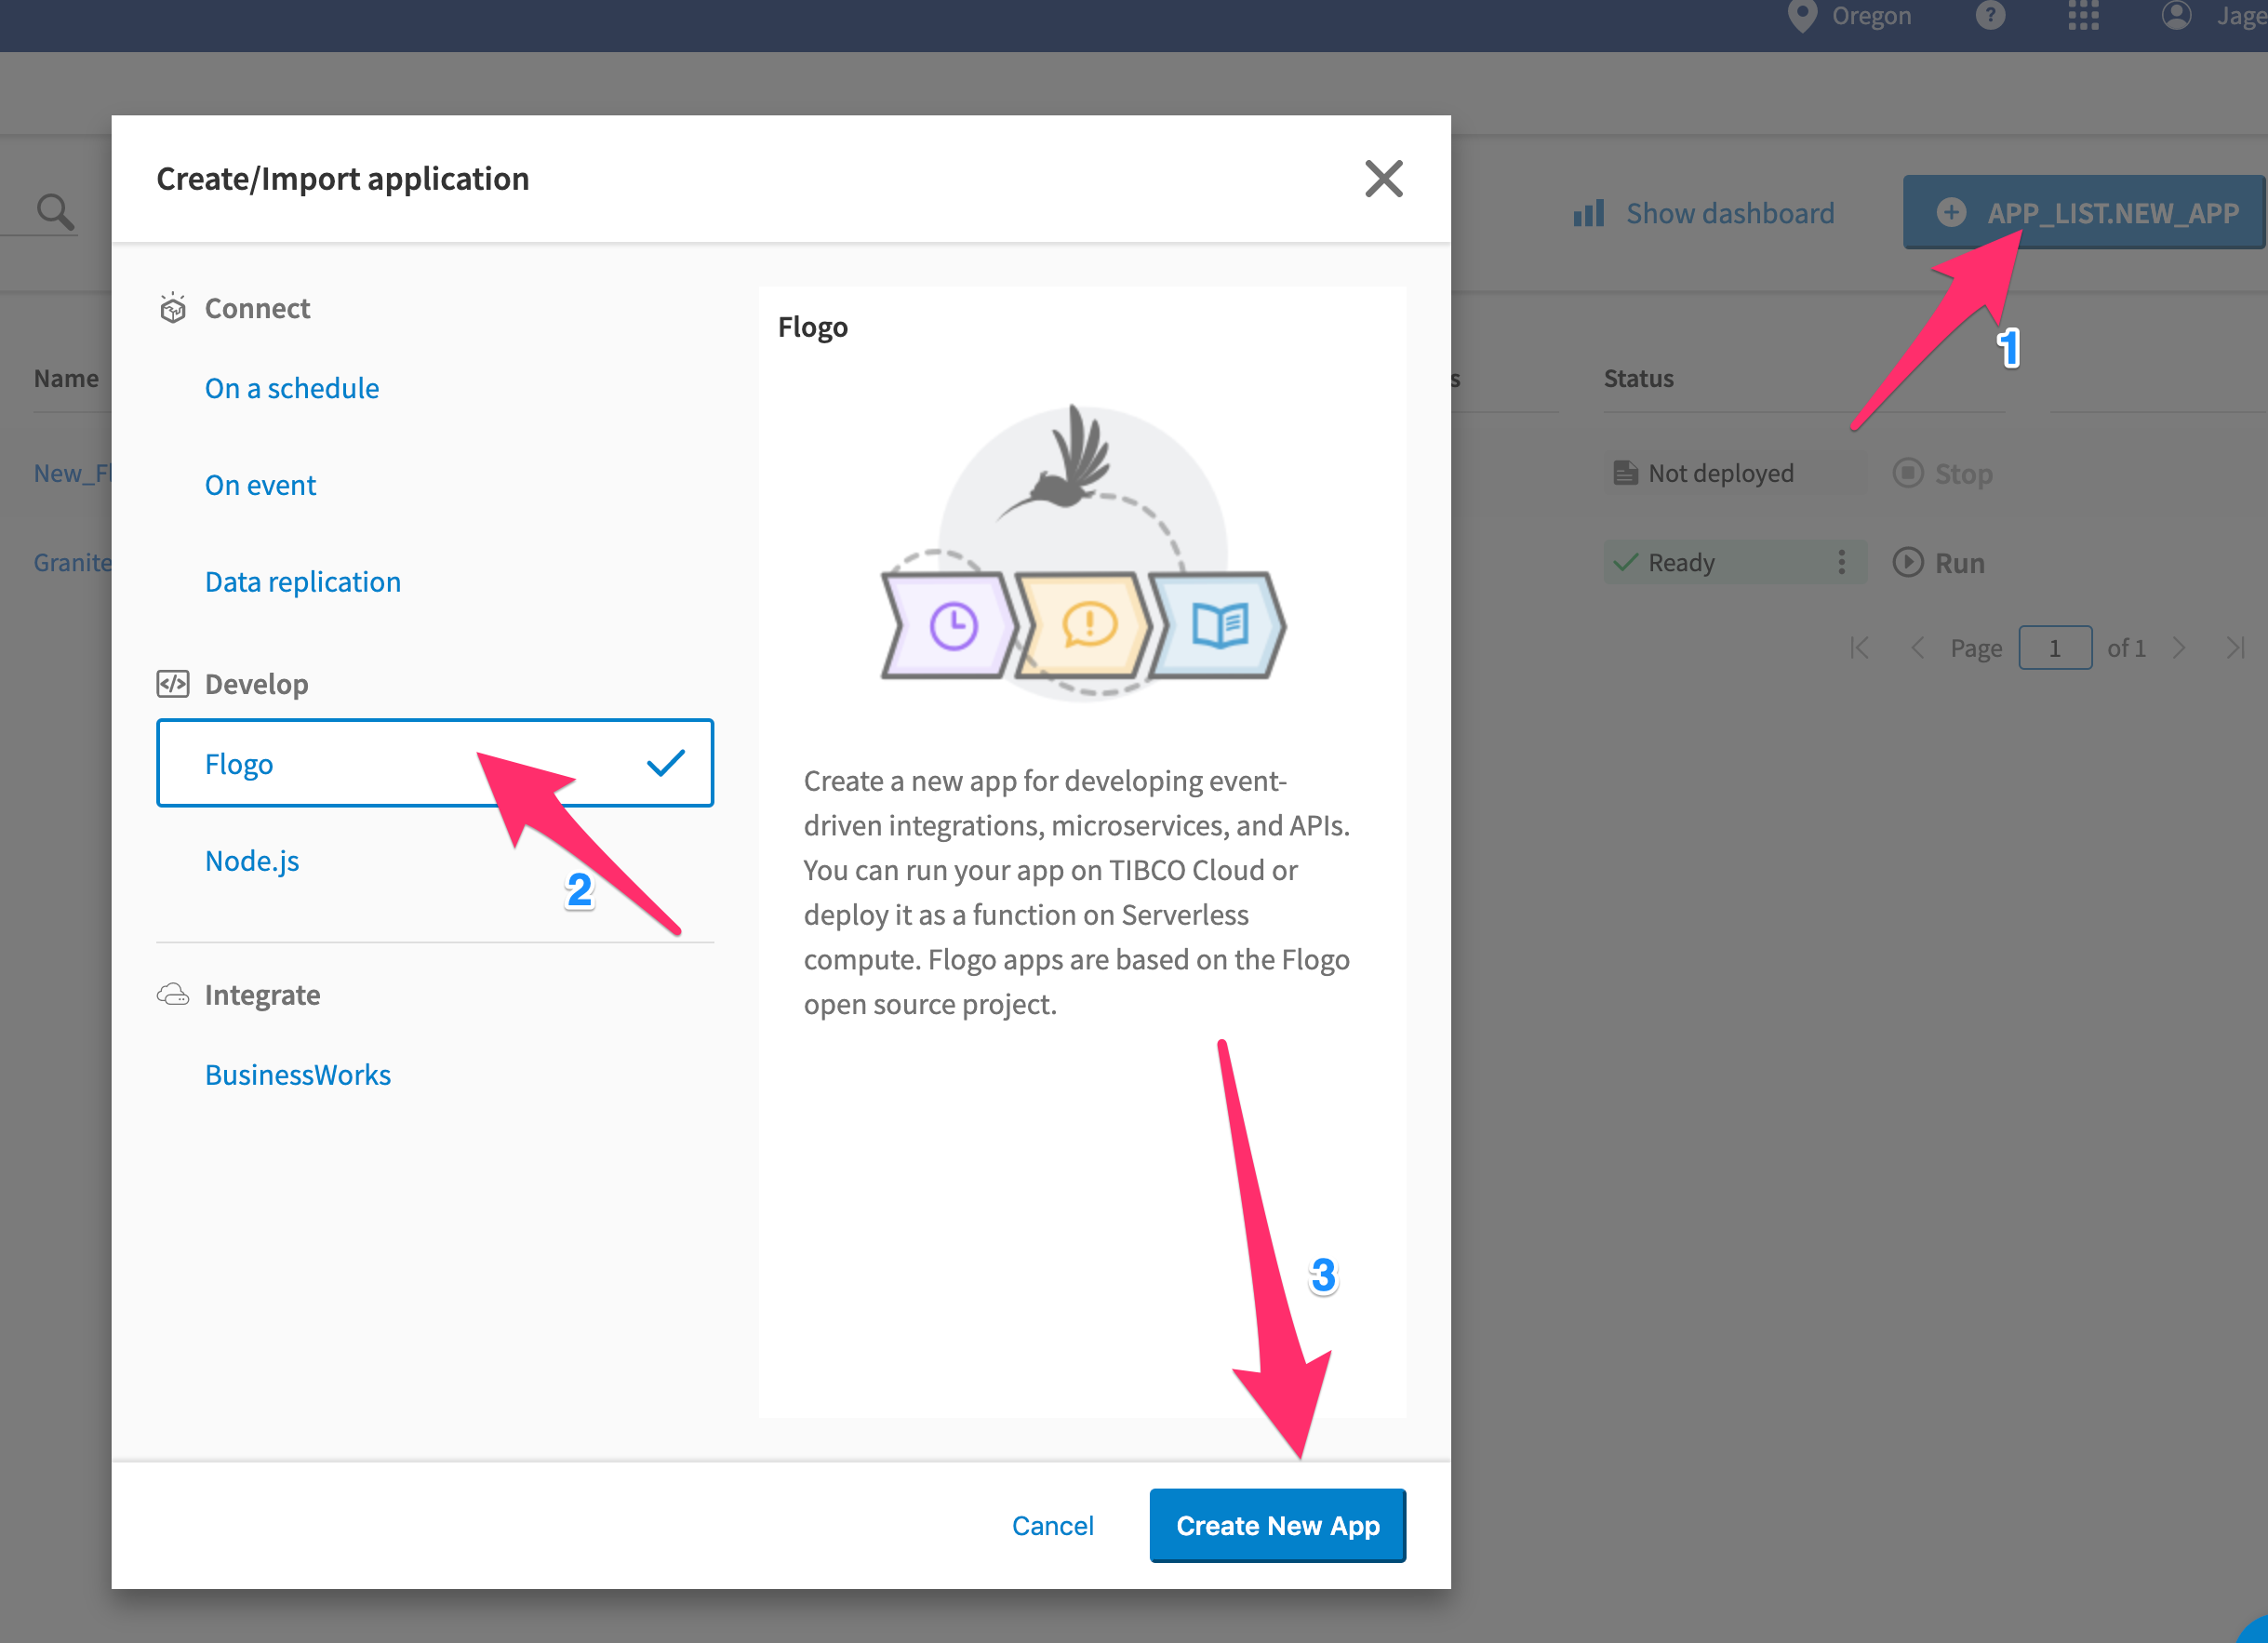 Oregon
?
Jage
Create/Import application
Show dashboard
APP_LIST.NEW_APP
1
Connect
On a schedule
On event
Data replication
Develop
Flogo
Node.js
2
Integrate
BusinessWorks
Flogo
Create a new app for developing event-
driven integrations, microservices, and APIs.
You can run your app on TIBCO Cloud or
deploy it as a function on Serverless
compute. Flogo apps are based on the Flogo
open source project.
3
Cancel
Create New App
Name
s
Status
New_Fl
Not deployed
Stop
Granite
Ready
Run
Page 1 of 1